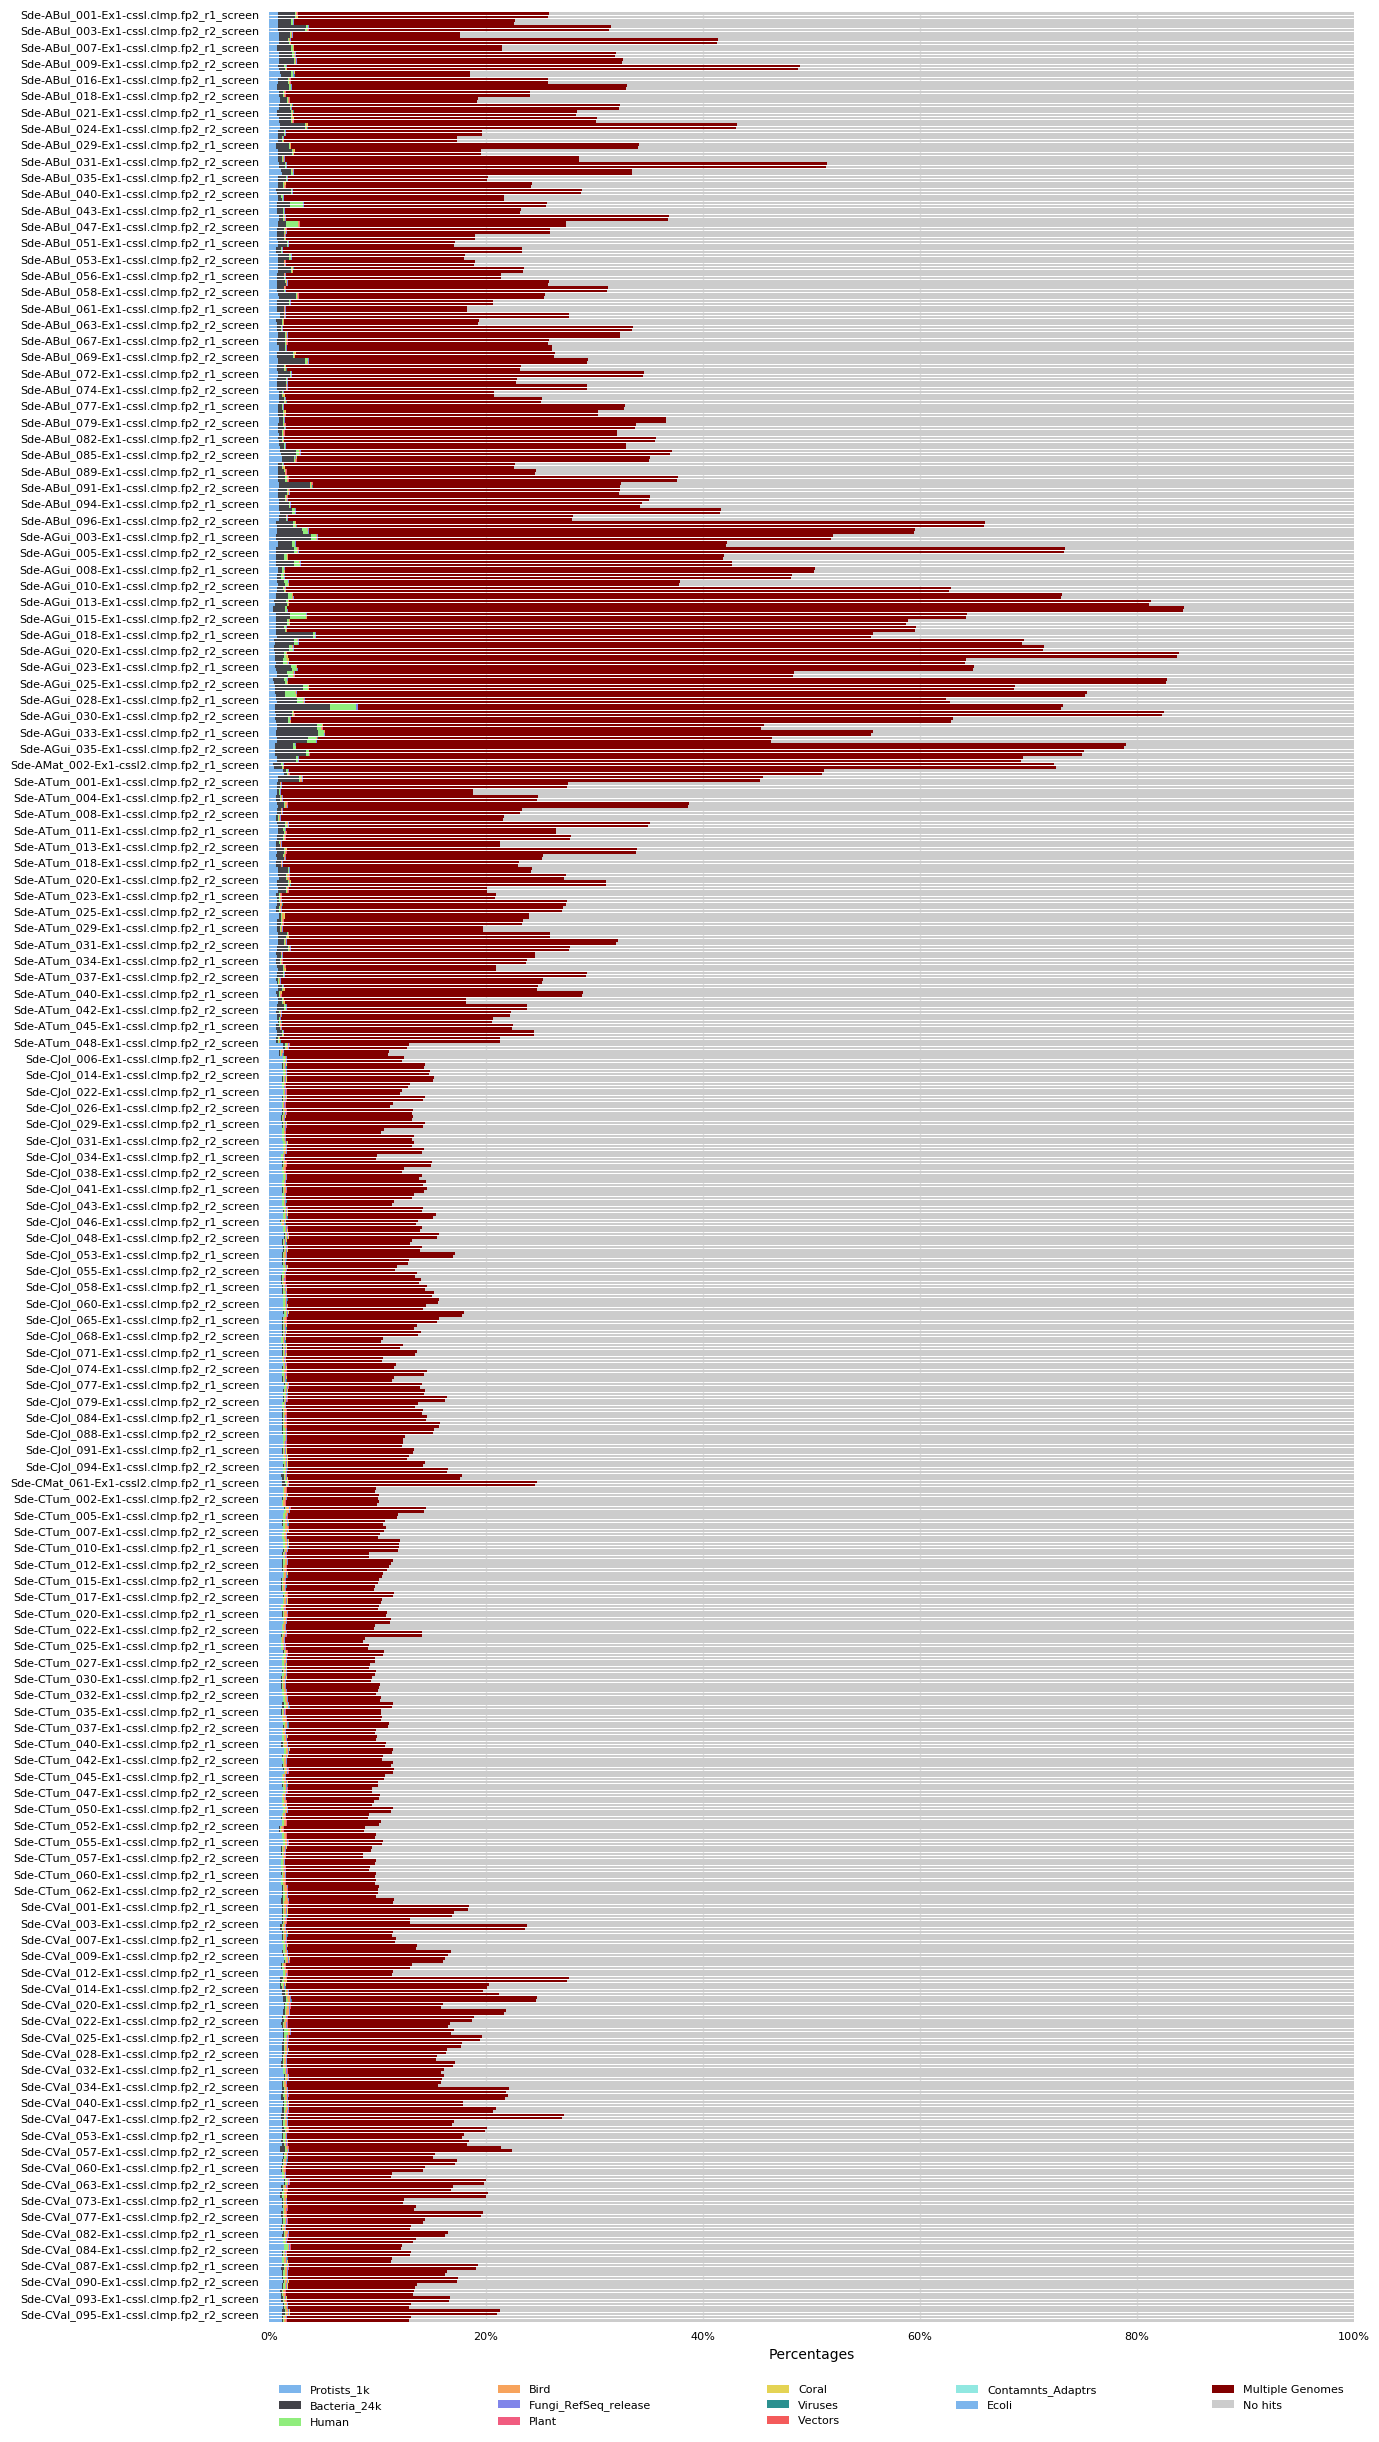 Sde-ABul_001-Ex1-cssl.clmp.fp2_r1_screen
Sde-ABul_003-Ex1-cssl.clmp.fp2_r2_screen
Sde-ABul_007-Ex1-cssl.clmp.fp2_r1_screen
Sde-ABul_009-Ex1-cssl.clmp.fp2_r2_screen
Sde-ABul_016-Ex1-cssl.clmp.fp2_r1_screen
Sde-ABul_018-Ex1-cssl.clmp.fp2_r2_screen
Sde-ABul_021-Ex1-cssl.clmp.fp2_r1_screen
Sde-ABul_024-Ex1-cssl.clmp.fp2_r2_screen
Sde-ABul_029-Ex1-cssl.clmp.fp2_r1_screen
Sde-ABul_031-Ex1-cssl.clmp.fp2_r2_screen
Sde-ABul_035-Ex1-cssl.clmp.fp2_r1_screen
Sde-ABul_040-Ex1-cssl.clmp.fp2_r2_screen
Sde-ABul_043-Ex1-cssl.clmp.fp2_r1_screen
Sde-ABul_047-Ex1-cssl.clmp.fp2_r2_screen
Sde-ABul_051-Ex1-cssl.clmp.fp2_r1_screen
Sde-ABul_053-Ex1-cssl.clmp.fp2_r2_screen
Sde-ABul_056-Ex1-cssl.clmp.fp2_r1_screen
Sde-ABul_058-Ex1-cssl.clmp.fp2_r2_screen
Sde-ABul_061-Ex1-cssl.clmp.fp2_r1_screen
Sde-ABul_063-Ex1-cssl.clmp.fp2_r2_screen
Sde-ABul_067-Ex1-cssl.clmp.fp2_r1_screen
Sde-ABul_069-Ex1-cssl.clmp.fp2_r2_screen
Sde-ABul_072-Ex1-cssl.clmp.fp2_r1_screen
Sde-ABul_074-Ex1-cssl.clmp.fp2_r2_screen
Sde-ABul_077-Ex1-cssl.clmp.fp2_r1_screen
Sde-ABul_079-Ex1-cssl.clmp.fp2_r2_screen
Sde-ABul_082-Ex1-cssl.clmp.fp2_r1_screen
Sde-ABul_085-Ex1-cssl.clmp.fp2_r2_screen
Sde-ABul_089-Ex1-cssl.clmp.fp2_r1_screen
Sde-ABul_091-Ex1-cssl.clmp.fp2_r2_screen
Sde-ABul_094-Ex1-cssl.clmp.fp2_r1_screen
Sde-ABul_096-Ex1-cssl.clmp.fp2_r2_screen
Sde-AGui_003-Ex1-cssl.clmp.fp2_r1_screen
Sde-AGui_005-Ex1-cssl.clmp.fp2_r2_screen
Sde-AGui_008-Ex1-cssl.clmp.fp2_r1_screen
Sde-AGui_010-Ex1-cssl.clmp.fp2_r2_screen
Sde-AGui_013-Ex1-cssl.clmp.fp2_r1_screen
Sde-AGui_015-Ex1-cssl.clmp.fp2_r2_screen
Sde-AGui_018-Ex1-cssl.clmp.fp2_r1_screen
Sde-AGui_020-Ex1-cssl.clmp.fp2_r2_screen
Sde-AGui_023-Ex1-cssl.clmp.fp2_r1_screen
Sde-AGui_025-Ex1-cssl.clmp.fp2_r2_screen
Sde-AGui_028-Ex1-cssl.clmp.fp2_r1_screen
Sde-AGui_030-Ex1-cssl.clmp.fp2_r2_screen
Sde-AGui_033-Ex1-cssl.clmp.fp2_r1_screen
Sde-AGui_035-Ex1-cssl.clmp.fp2_r2_screen
Sde-AMat_002-Ex1-cssl2.clmp.fp2_r1_screen
Sde-ATum_001-Ex1-cssl.clmp.fp2_r2_screen
Sde-ATum_004-Ex1-cssl.clmp.fp2_r1_screen
Sde-ATum_008-Ex1-cssl.clmp.fp2_r2_screen
Sde-ATum_011-Ex1-cssl.clmp.fp2_r1_screen
Sde-ATum_013-Ex1-cssl.clmp.fp2_r2_screen
Sde-ATum_018-Ex1-cssl.clmp.fp2_r1_screen
Sde-ATum_020-Ex1-cssl.clmp.fp2_r2_screen
Sde-ATum_023-Ex1-cssl.clmp.fp2_r1_screen
Sde-ATum_025-Ex1-cssl.clmp.fp2_r2_screen
Sde-ATum_029-Ex1-cssl.clmp.fp2_r1_screen
Sde-ATum_031-Ex1-cssl.clmp.fp2_r2_screen
Sde-ATum_034-Ex1-cssl.clmp.fp2_r1_screen
Sde-ATum_037-Ex1-cssl.clmp.fp2_r2_screen
Sde-ATum_040-Ex1-cssl.clmp.fp2_r1_screen
Sde-ATum_042-Ex1-cssl.clmp.fp2_r2_screen
Sde-ATum_045-Ex1-cssl.clmp.fp2_r1_screen
Sde-ATum_048-Ex1-cssl.clmp.fp2_r2_screen
Sde-CJol_006-Ex1-cssl.clmp.fp2_r1_screen
Sde-CJol_014-Ex1-cssl.clmp.fp2_r2_screen
Sde-CJol_022-Ex1-cssl.clmp.fp2_r1_screen
Sde-CJol_026-Ex1-cssl.clmp.fp2_r2_screen
Sde-CJol_029-Ex1-cssl.clmp.fp2_r1_screen
Sde-CJol_031-Ex1-cssl.clmp.fp2_r2_screen
Sde-CJol_034-Ex1-cssl.clmp.fp2_r1_screen
Sde-CJol_038-Ex1-cssl.clmp.fp2_r2_screen
Sde-CJol_041-Ex1-cssl.clmp.fp2_r1_screen
Sde-CJol_043-Ex1-cssl.clmp.fp2_r2_screen
Sde-CJol_046-Ex1-cssl.clmp.fp2_r1_screen
Sde-CJol_048-Ex1-cssl.clmp.fp2_r2_screen
Sde-CJol_053-Ex1-cssl.clmp.fp2_r1_screen
Sde-CJol_055-Ex1-cssl.clmp.fp2_r2_screen
Sde-CJol_058-Ex1-cssl.clmp.fp2_r1_screen
Sde-CJol_060-Ex1-cssl.clmp.fp2_r2_screen
Sde-CJol_065-Ex1-cssl.clmp.fp2_r1_screen
Sde-CJol_068-Ex1-cssl.clmp.fp2_r2_screen
Sde-CJol_071-Ex1-cssl.clmp.fp2_r1_screen
Sde-CJol_074-Ex1-cssl.clmp.fp2_r2_screen
Sde-CJol_077-Ex1-cssl.clmp.fp2_r1_screen
Sde-CJol_079-Ex1-cssl.clmp.fp2_r2_screen
Sde-CJol_084-Ex1-cssl.clmp.fp2_r1_screen
Sde-CJol_088-Ex1-cssl.clmp.fp2_r2_screen
Sde-CJol_091-Ex1-cssl.clmp.fp2_r1_screen
Sde-CJol_094-Ex1-cssl.clmp.fp2_r2_screen
Sde-CMat_061-Ex1-cssl2.clmp.fp2_r1_screen
Sde-CTum_002-Ex1-cssl.clmp.fp2_r2_screen
Sde-CTum_005-Ex1-cssl.clmp.fp2_r1_screen
Sde-CTum_007-Ex1-cssl.clmp.fp2_r2_screen
Sde-CTum_010-Ex1-cssl.clmp.fp2_r1_screen
Sde-CTum_012-Ex1-cssl.clmp.fp2_r2_screen
Sde-CTum_015-Ex1-cssl.clmp.fp2_r1_screen
Sde-CTum_017-Ex1-cssl.clmp.fp2_r2_screen
Sde-CTum_020-Ex1-cssl.clmp.fp2_r1_screen
Sde-CTum_022-Ex1-cssl.clmp.fp2_r2_screen
Sde-CTum_025-Ex1-cssl.clmp.fp2_r1_screen
Sde-CTum_027-Ex1-cssl.clmp.fp2_r2_screen
Sde-CTum_030-Ex1-cssl.clmp.fp2_r1_screen
Sde-CTum_032-Ex1-cssl.clmp.fp2_r2_screen
Sde-CTum_035-Ex1-cssl.clmp.fp2_r1_screen
Sde-CTum_037-Ex1-cssl.clmp.fp2_r2_screen
Sde-CTum_040-Ex1-cssl.clmp.fp2_r1_screen
Sde-CTum_042-Ex1-cssl.clmp.fp2_r2_screen
Sde-CTum_045-Ex1-cssl.clmp.fp2_r1_screen
Sde-CTum_047-Ex1-cssl.clmp.fp2_r2_screen
Sde-CTum_050-Ex1-cssl.clmp.fp2_r1_screen
Sde-CTum_052-Ex1-cssl.clmp.fp2_r2_screen
Sde-CTum_055-Ex1-cssl.clmp.fp2_r1_screen
Sde-CTum_057-Ex1-cssl.clmp.fp2_r2_screen
Sde-CTum_060-Ex1-cssl.clmp.fp2_r1_screen
Sde-CTum_062-Ex1-cssl.clmp.fp2_r2_screen
Sde-CVal_001-Ex1-cssl.clmp.fp2_r1_screen
Sde-CVal_003-Ex1-cssl.clmp.fp2_r2_screen
Sde-CVal_007-Ex1-cssl.clmp.fp2_r1_screen
Sde-CVal_009-Ex1-cssl.clmp.fp2_r2_screen
Sde-CVal_012-Ex1-cssl.clmp.fp2_r1_screen
Sde-CVal_014-Ex1-cssl.clmp.fp2_r2_screen
Sde-CVal_020-Ex1-cssl.clmp.fp2_r1_screen
Sde-CVal_022-Ex1-cssl.clmp.fp2_r2_screen
Sde-CVal_025-Ex1-cssl.clmp.fp2_r1_screen
Sde-CVal_028-Ex1-cssl.clmp.fp2_r2_screen
Sde-CVal_032-Ex1-cssl.clmp.fp2_r1_screen
Sde-CVal_034-Ex1-cssl.clmp.fp2_r2_screen
Sde-CVal_040-Ex1-cssl.clmp.fp2_r1_screen
Sde-CVal_047-Ex1-cssl.clmp.fp2_r2_screen
Sde-CVal_053-Ex1-cssl.clmp.fp2_r1_screen
Sde-CVal_057-Ex1-cssl.clmp.fp2_r2_screen
Sde-CVal_060-Ex1-cssl.clmp.fp2_r1_screen
Sde-CVal_063-Ex1-cssl.clmp.fp2_r2_screen
Sde-CVal_073-Ex1-cssl.clmp.fp2_r1_screen
Sde-CVal_077-Ex1-cssl.clmp.fp2_r2_screen
Sde-CVal_082-Ex1-cssl.clmp.fp2_r1_screen
Sde-CVal_084-Ex1-cssl.clmp.fp2_r2_screen
Sde-CVal_087-Ex1-cssl.clmp.fp2_r1_screen
Sde-CVal_090-Ex1-cssl.clmp.fp2_r2_screen
Sde-CVal_093-Ex1-cssl.clmp.fp2_r1_screen
Sde-CVal_095-Ex1-cssl.clmp.fp2_r2_screen
0% 20% 40% 60% 80% 100%
Percentages
Protists_1k Bird Coral Contamnts_Adaptrs Multiple Genomes
Bacteria_24k Fungi_RefSeq_release Viruses Ecoli No hits
Human Plant Vectors